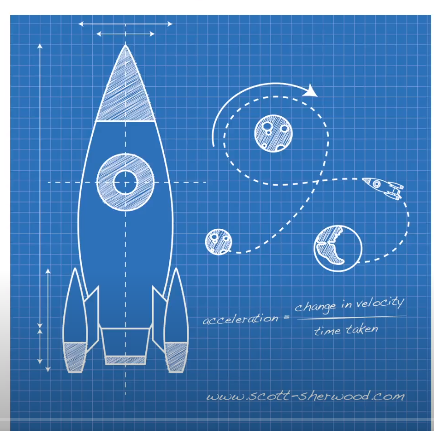 acceleration = change in velocity
time taken
www.scott-sherwood.com